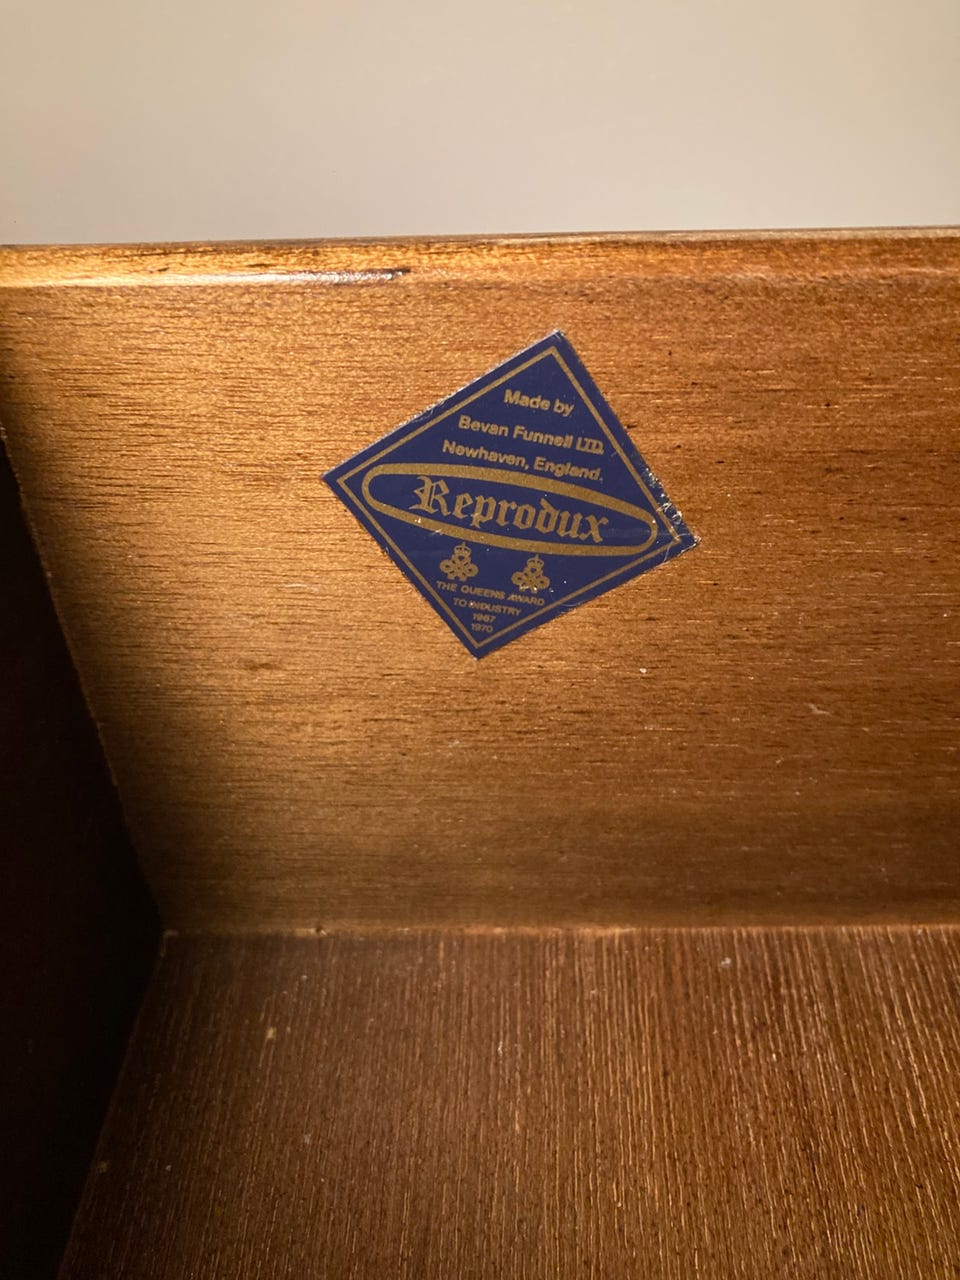 Made by
Bevan Funnell LTD.
Newhaven, England.
Reprodux
THE QUEENS AWARD
TO INDUSTRY
1967
1970